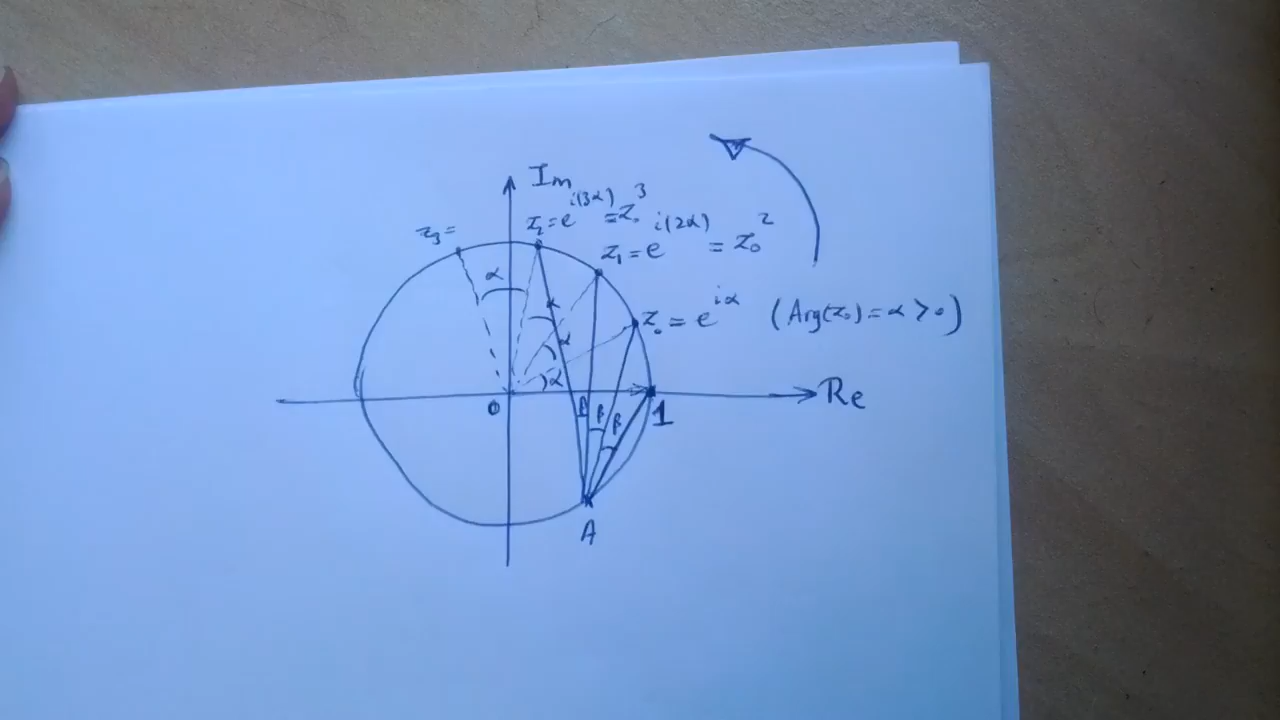 Im
z₂ = e^{i(3α)} = z₀³
z₃ =
z₁ = e^{i(2α)} = z₀²
α
z₀ = e^{iα} (Arg(z₀) = α > 0)
α
α
α
Re
0
1
β
β
β
A